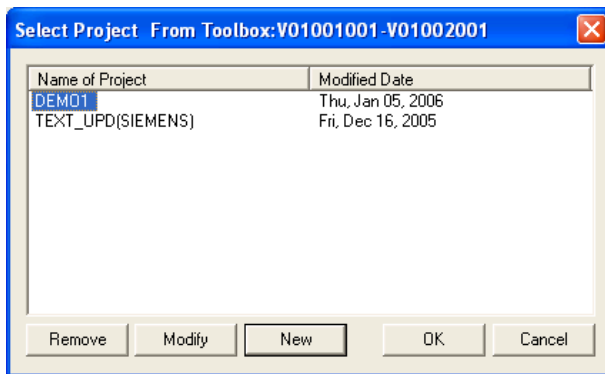 Select Project From Toolbox:V01001001-V01002001
Name of Project Modified Date
DEMO1 Thu, Jan 05, 2006
TEXT_UPD(SIEMENS) Fri, Dec 16, 2005
Remove Modify New OK Cancel